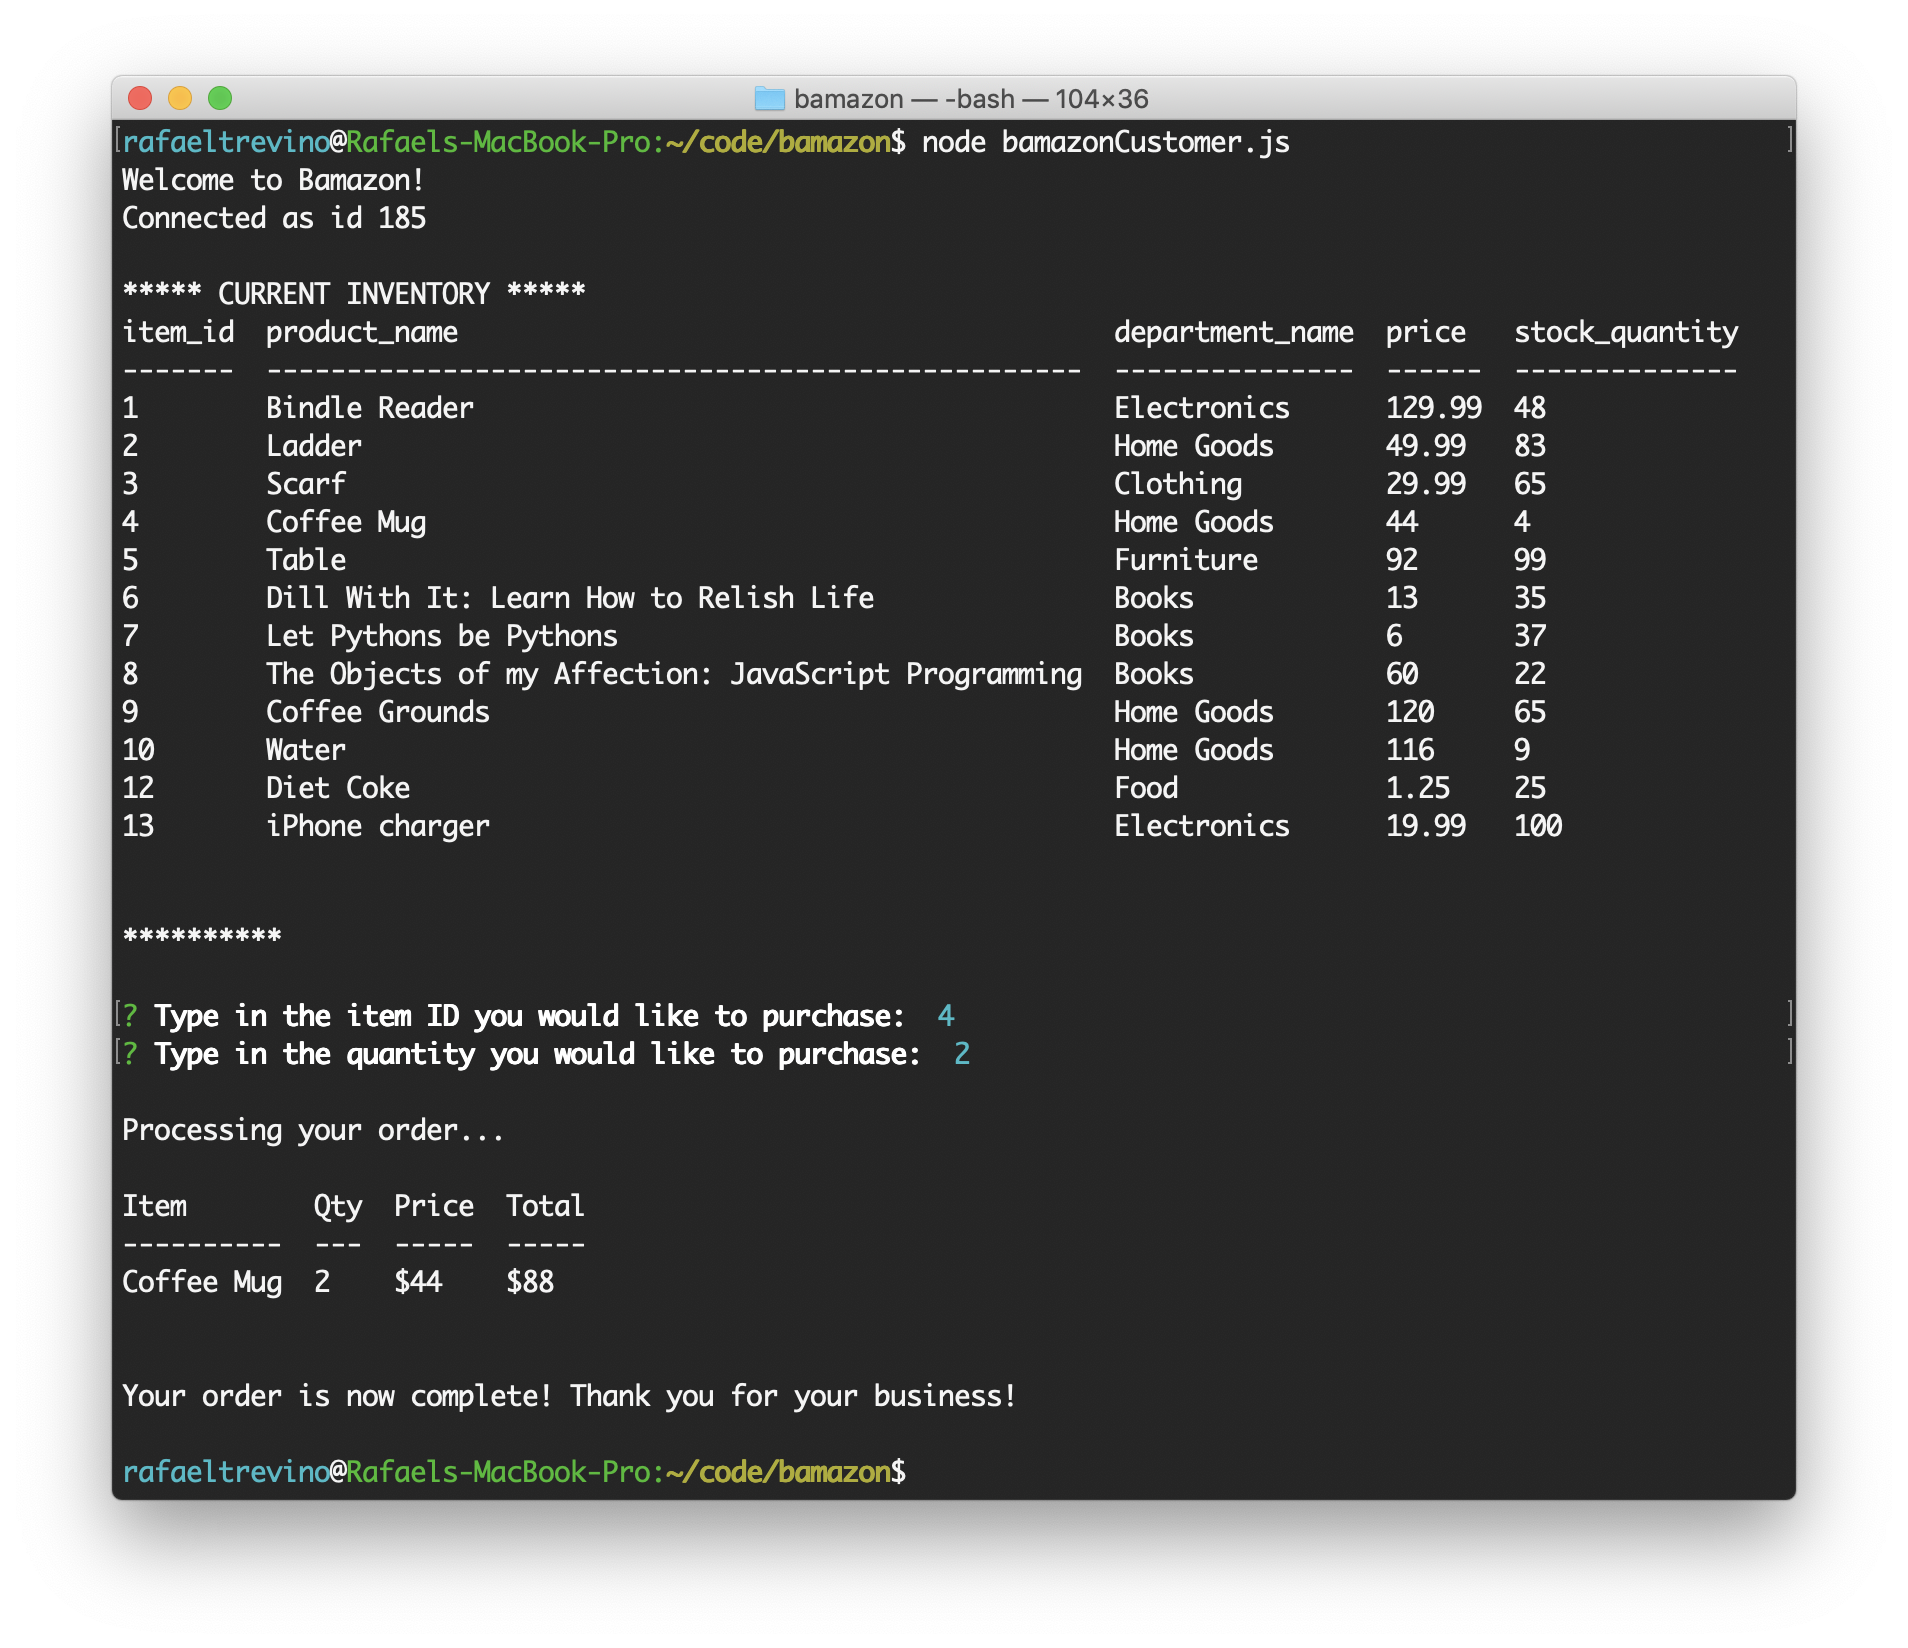 bamazon — -bash — 104×36
rafaeltrevino@Rafaels-MacBook-Pro:~/code/bamazon$ node bamazonCustomer.js
Welcome to Bamazon!
Connected as id 185
***** CURRENT INVENTORY *****
item_id  product_name                                         department_name  price   stock_quantity
-------  ---------------------------------------------------  ---------------  ------  --------------
1        Bindle Reader                                        Electronics      129.99  48
2        Ladder                                               Home Goods       49.99   83
3        Scarf                                                Clothing         29.99   65
4        Coffee Mug                                           Home Goods       44      4
5        Table                                                Furniture        92      99
6        Dill With It: Learn How to Relish Life               Books            13      35
7        Let Pythons be Pythons                               Books            6       37
8        The Objects of my Affection: JavaScript Programming  Books            60      22
9        Coffee Grounds                                       Home Goods       120     65
10       Water                                                Home Goods       116     9
12       Diet Coke                                            Food             1.25    25
13       iPhone charger                                       Electronics      19.99   100
**********
? Type in the item ID you would like to purchase:  4
? Type in the quantity you would like to purchase:  2
Processing your order...
Item        Qty  Price  Total
----------  ---  -----  -----
Coffee Mug  2    $44    $88
Your order is now complete! Thank you for your business!
rafaeltrevino@Rafaels-MacBook-Pro:~/code/bamazon$